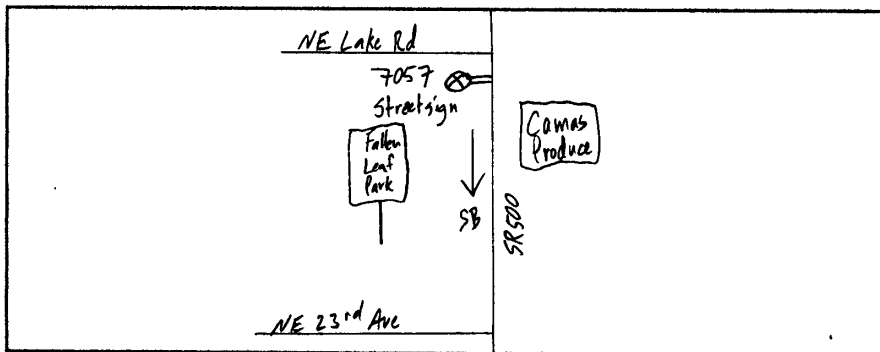 NE Lake Rd
7057
Streetsign
Fallen
Leaf
Park
Camas
Produce
SB
SR500
NE 23rd Ave